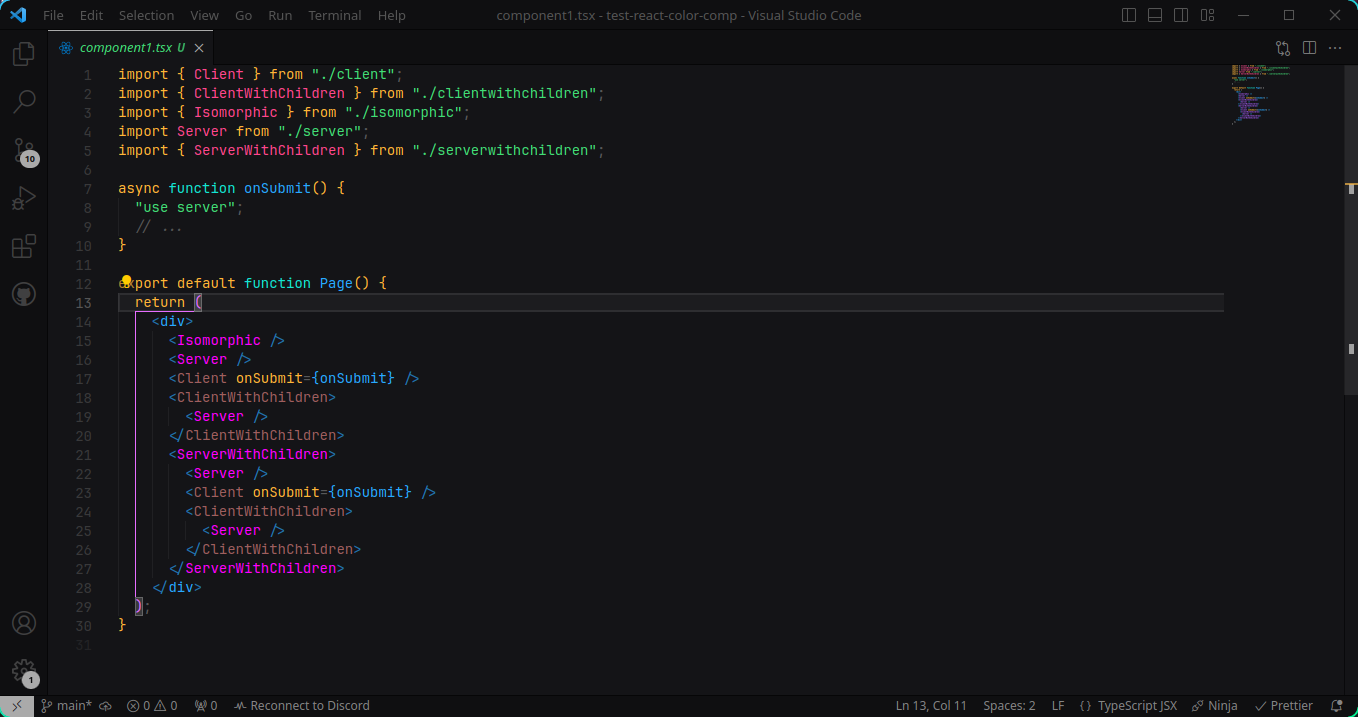 File Edit Selection View Go Run Terminal Help component1.tsx - test-react-color-comp - Visual Studio Code
component1.tsx U
1 import { Client } from "./client";
2 import { ClientWithChildren } from "./clientwithchildren";
3 import { Isomorphic } from "./isomorphic";
4 import Server from "./server";
5 import { ServerWithChildren } from "./serverwithchildren";
6
7 async function onSubmit() {
8 "use server";
9 // ...
10 }
11
12 export default function Page() {
13 return (
14 <div>
15 <Isomorphic />
16 <Server />
17 <Client onSubmit={onSubmit} />
18 <ClientWithChildren>
19 <Server />
20 </ClientWithChildren>
21 <ServerWithChildren>
22 <Server />
23 <Client onSubmit={onSubmit} />
24 <ClientWithChildren>
25 <Server />
26 </ClientWithChildren>
27 </ServerWithChildren>
28 </div>
29 );
30 }
31
10
1
main* 0 0 0 Reconnect to Discord Ln 13, Col 11 Spaces: 2 LF {} TypeScript JSX Ninja Prettier